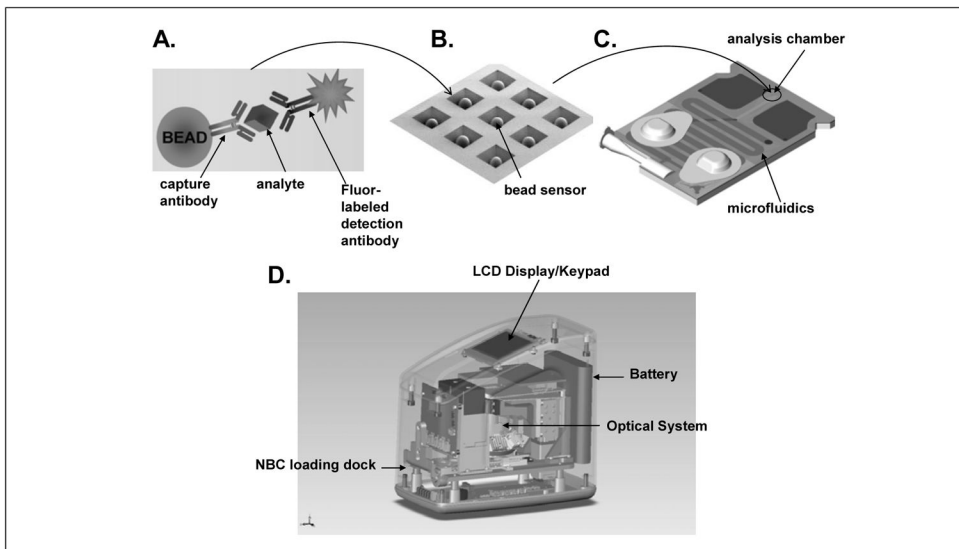 A.
BEAD
capture
antibody
analyte
Fluor-
labeled
detection
antibody
B.
bead sensor
C.
analysis chamber
microfluidics
D.
LCD Display/Keypad
Battery
Optical System
NBC loading dock